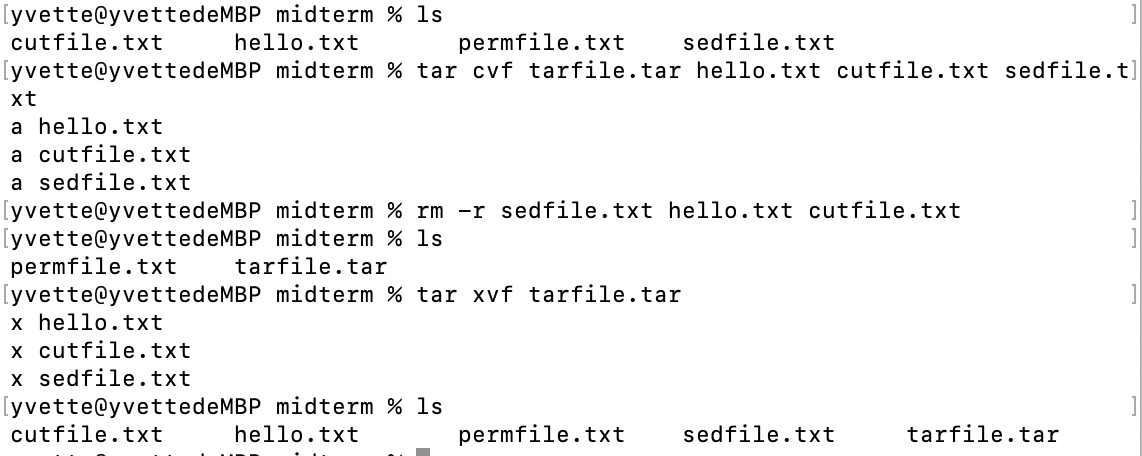 [yvette@yvettedeMBP midterm % ls ]
cutfile.txt hello.txt permfile.txt sedfile.txt
[yvette@yvettedeMBP midterm % tar cvf tarfile.tar hello.txt cutfile.txt sedfile.t]
xt
a hello.txt
a cutfile.txt
a sedfile.txt
[yvette@yvettedeMBP midterm % rm -r sedfile.txt hello.txt cutfile.txt ]
[yvette@yvettedeMBP midterm % ls ]
permfile.txt tarfile.tar
[yvette@yvettedeMBP midterm % tar xvf tarfile.tar ]
x hello.txt
x cutfile.txt
x sedfile.txt
[yvette@yvettedeMBP midterm % ls ]
cutfile.txt hello.txt permfile.txt sedfile.txt tarfile.tar
yvette@yvettedeMBP midterm %